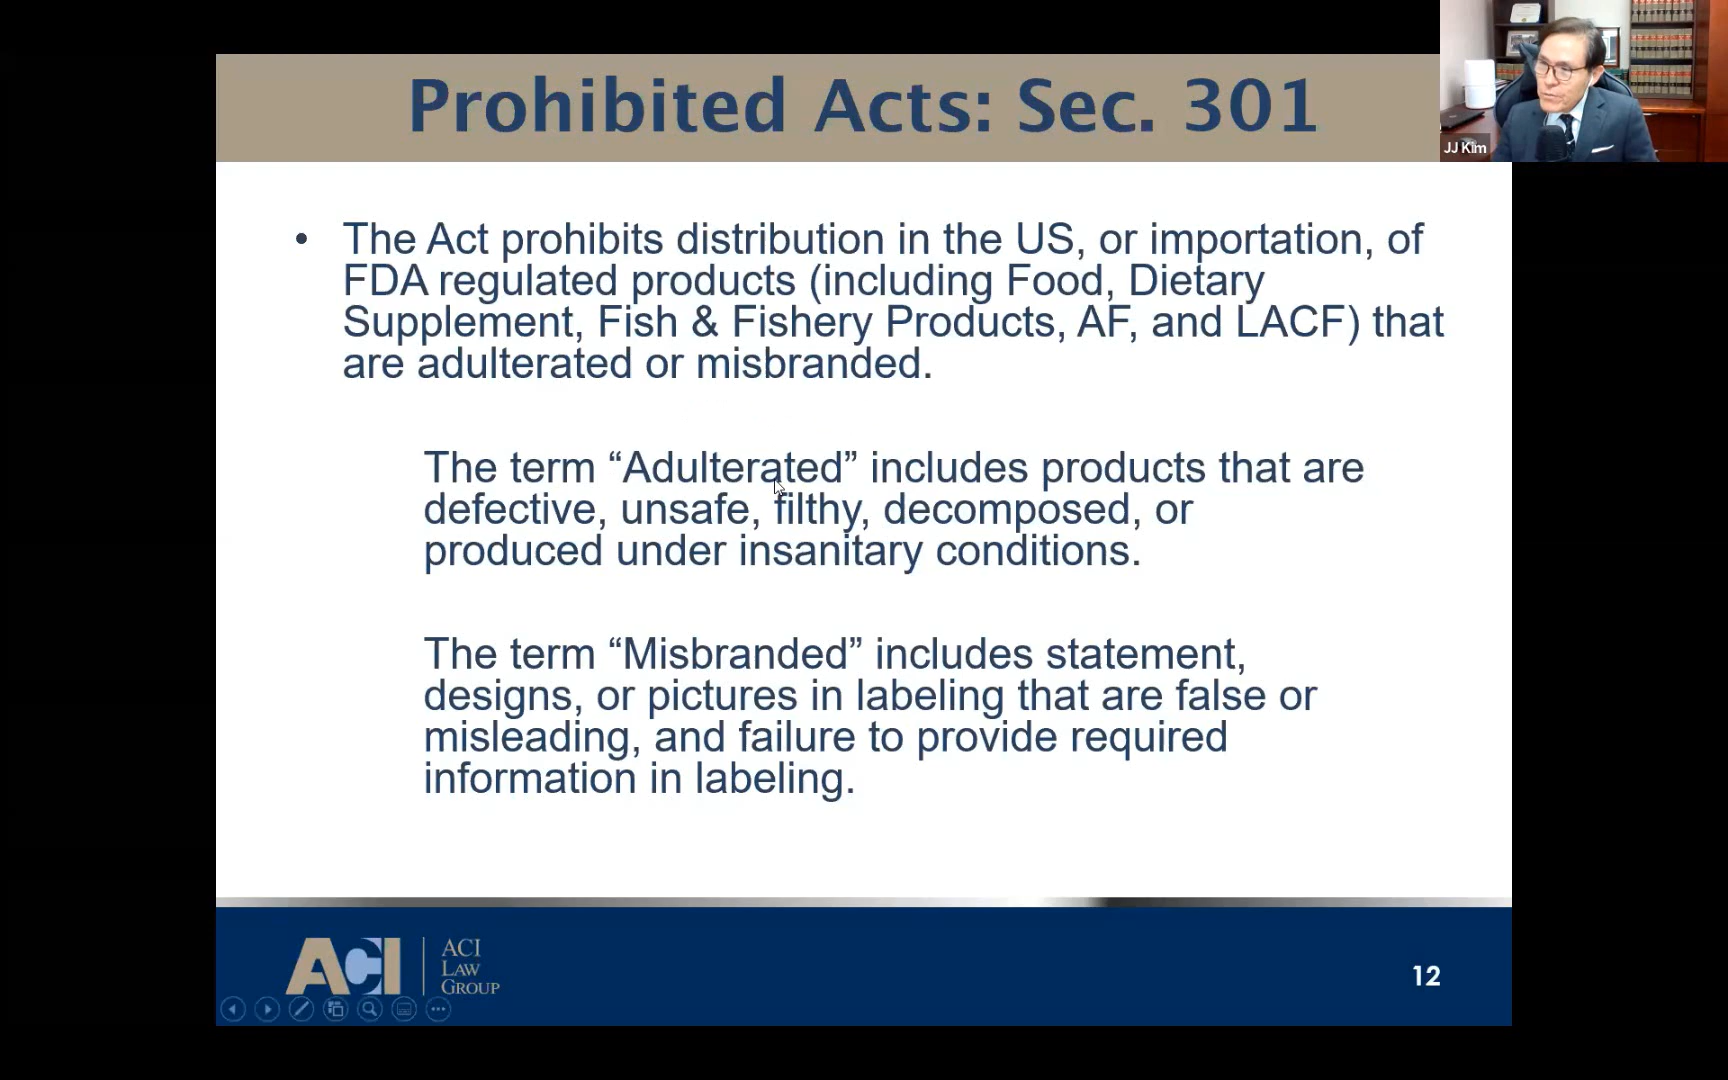 Prohibited Acts: Sec. 301
JJ Kim
• The Act prohibits distribution in the US, or importation, of
FDA regulated products (including Food, Dietary
Supplement, Fish & Fishery Products, AF, and LACF) that
are adulterated or misbranded.
The term “Adulterated” includes products that are
defective, unsafe, filthy, decomposed, or
produced under insanitary conditions.
The term “Misbranded” includes statement,
designs, or pictures in labeling that are false or
misleading, and failure to provide required
information in labeling.
ACI
ACI
LAW
GROUP
12